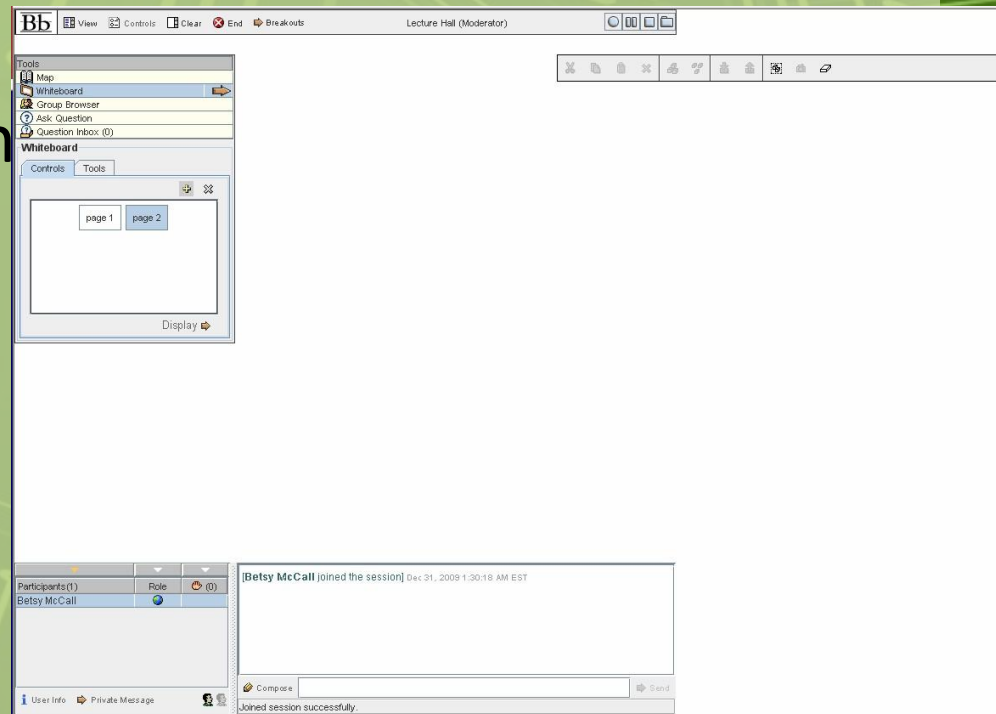 Bb View Controls Clear End Breakouts Lecture Hall (Moderator)
Tools
Map
Whiteboard
Group Browser
? Ask Question
Question Inbox (0)
Whiteboard
Controls Tools
page 1 page 2
Display
Participants(1) Role (0)
Betsy McCall
[Betsy McCall joined the session] Dec 31, 2009 1:30:18 AM EST
i User Info Private Message
Compose Send
Joined session successfully.